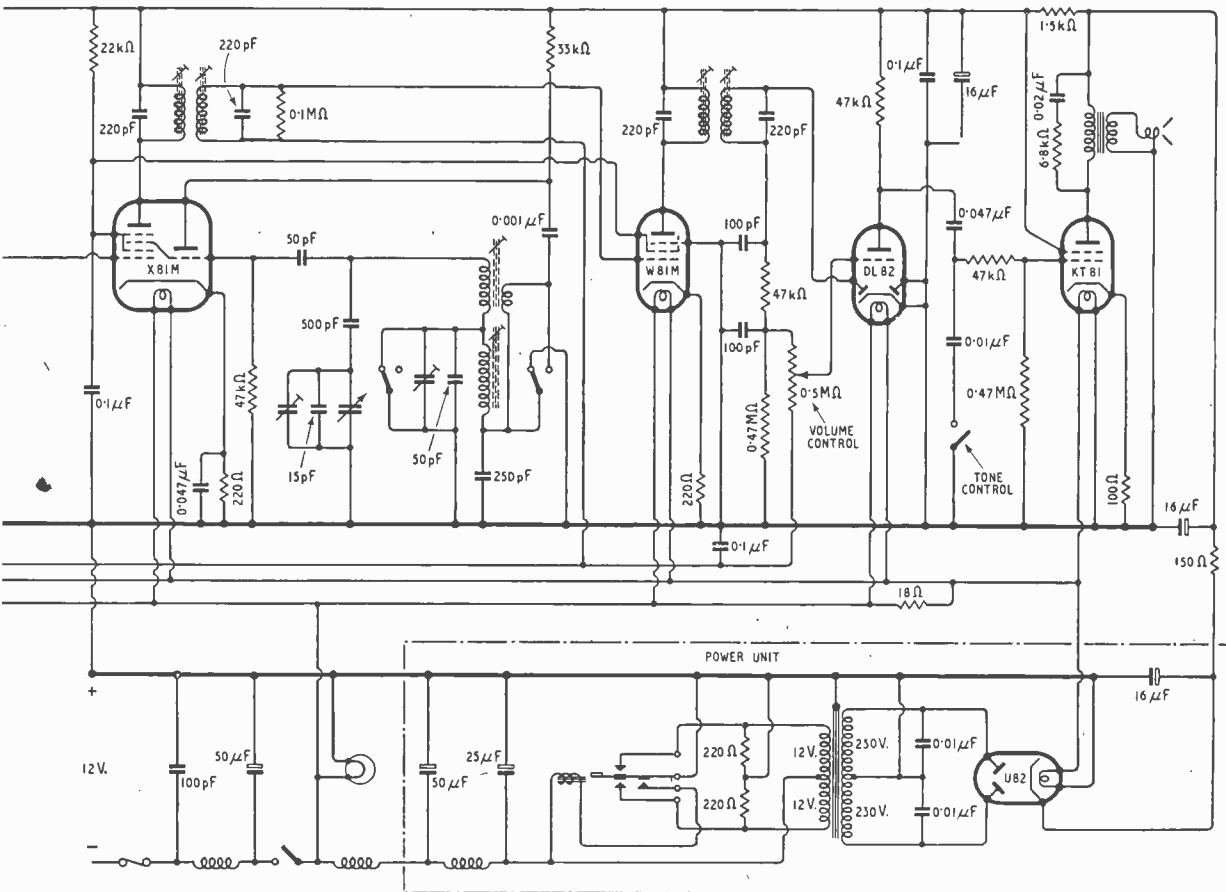 22kΩ
220pF
33kΩ
0·1µF
1·5kΩ
0·02µF
16µF
220pF
0·1MΩ
220pF
220pF
47kΩ
6·8kΩ
X81M
50pF
0·001µF
W81M
100pF
DL82
0·047µF
47kΩ
KT81
500pF
47kΩ
100pF
0·01µF
0·1µF
47kΩ
15pF
50pF
0·5MΩ
VOLUME
CONTROL
0·47MΩ
0·47MΩ
TONE
CONTROL
0·047µF
220Ω
250pF
220Ω
100Ω
16µF
0·1µF
150Ω
18Ω
POWER UNIT
+
16µF
12V.
100pF
50µF
50µF
25µF
220Ω
220Ω
12V.
12V.
230V.
230V.
0·01µF
0·01µF
U82
−